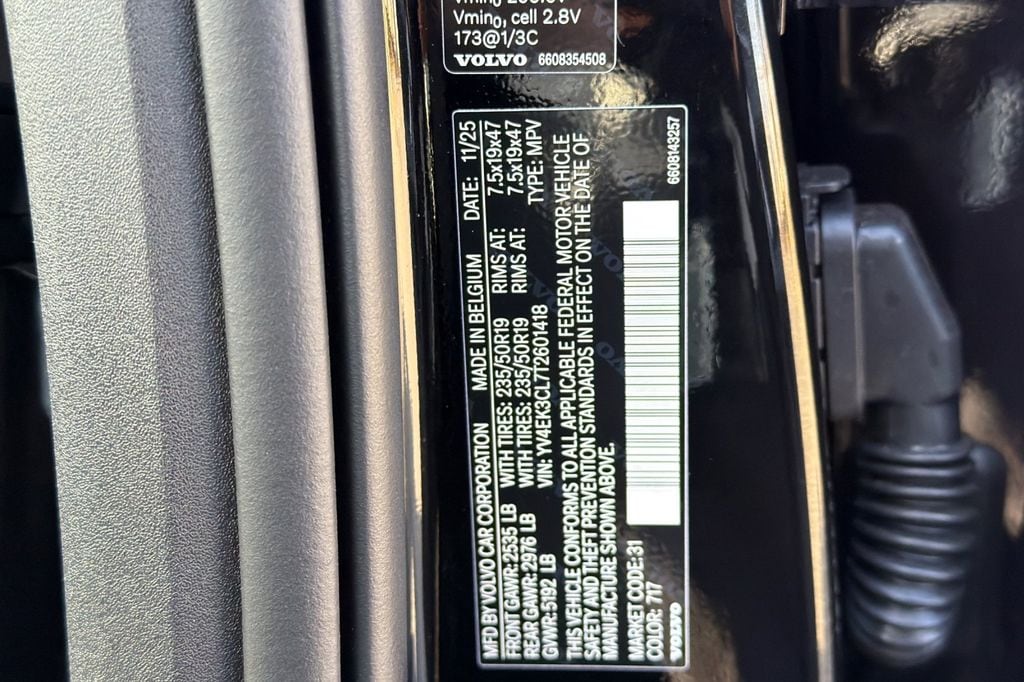 Vmin₀, cell 2.8V
173@1/3C
VOLVO 6608354508
MFD BY VOLVO CAR CORPORATION MADE IN BELGIUM DATE: 11/25
FRONT GAWR:2535 LB WITH TIRES: 235/50R19 RIMS AT: 7.5x19x47
REAR GAWR:2976 LB WITH TIRES: 235/50R19 RIMS AT: 7.5x19x47
GVWR:5192 LB VIN: YV4EK3CL7T2601418 TYPE: MPV
THIS VEHICLE CONFORMS TO ALL APPLICABLE FEDERAL MOTOR VEHICLE
SAFETY AND THEFT PREVENTION STANDARDS IN EFFECT ON THE DATE OF
MANUFACTURE SHOWN ABOVE.
MARKET CODE:31
COLOR: 717
VOLVO 6608143257